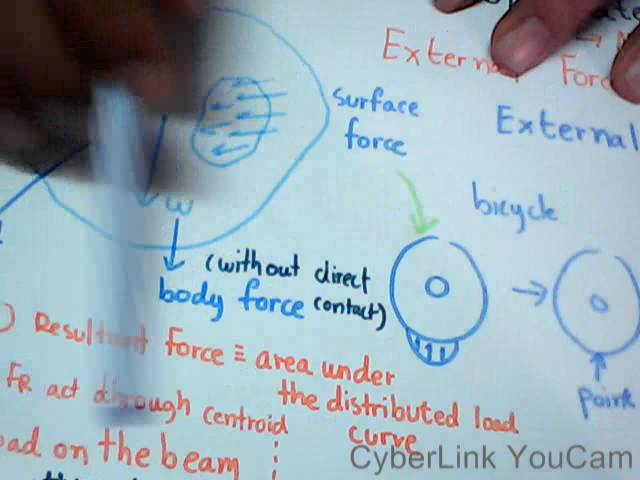 External
Force
surface
force
External
bicycle
w
(without direct
body force contact)
point
Resultant force ≡ area under
the distributed load
curve
FR act through centroid
load on the beam
CyberLink YouCam